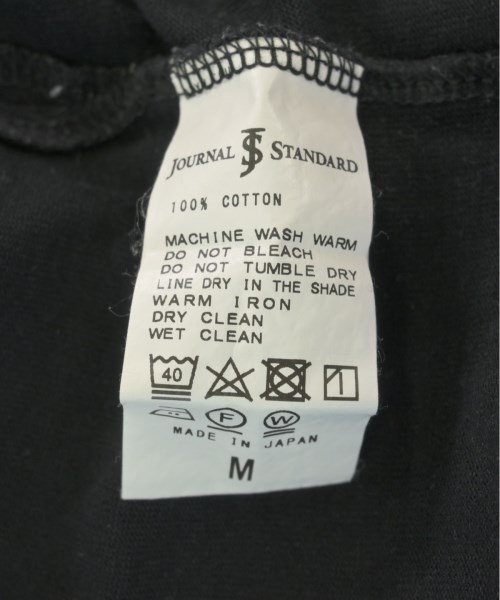 JOURNAL JS STANDARD
100% COTTON
MACHINE WASH WARM
DO NOT BLEACH
DO NOT TUMBLE DRY
LINE DRY IN THE SHADE
WARM IRON
DRY CLEAN
WET CLEAN
40
F W
MADE IN JAPAN
M